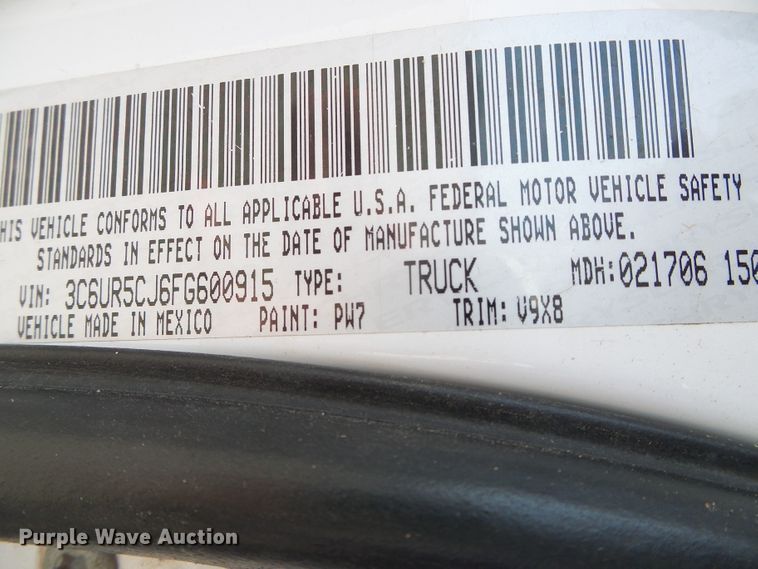 HIS VEHICLE CONFORMS TO ALL APPLICABLE U.S.A. FEDERAL MOTOR VEHICLE SAFETY
STANDARDS IN EFFECT ON THE DATE OF MANUFACTURE SHOWN ABOVE.
VIN: 3C6UR5CJ6FG600915 TYPE: TRUCK MDH:021706 150
VEHICLE MADE IN MEXICO PAINT: PW7 TRIM: V9X8
Purple Wave Auction